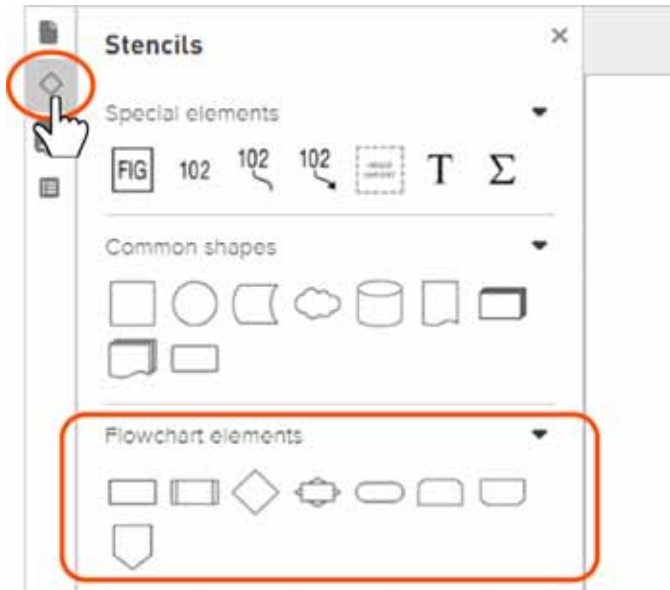 Stencils
Special elements
FIG 102 102 102 T Σ
Common shapes
Flowchart elements